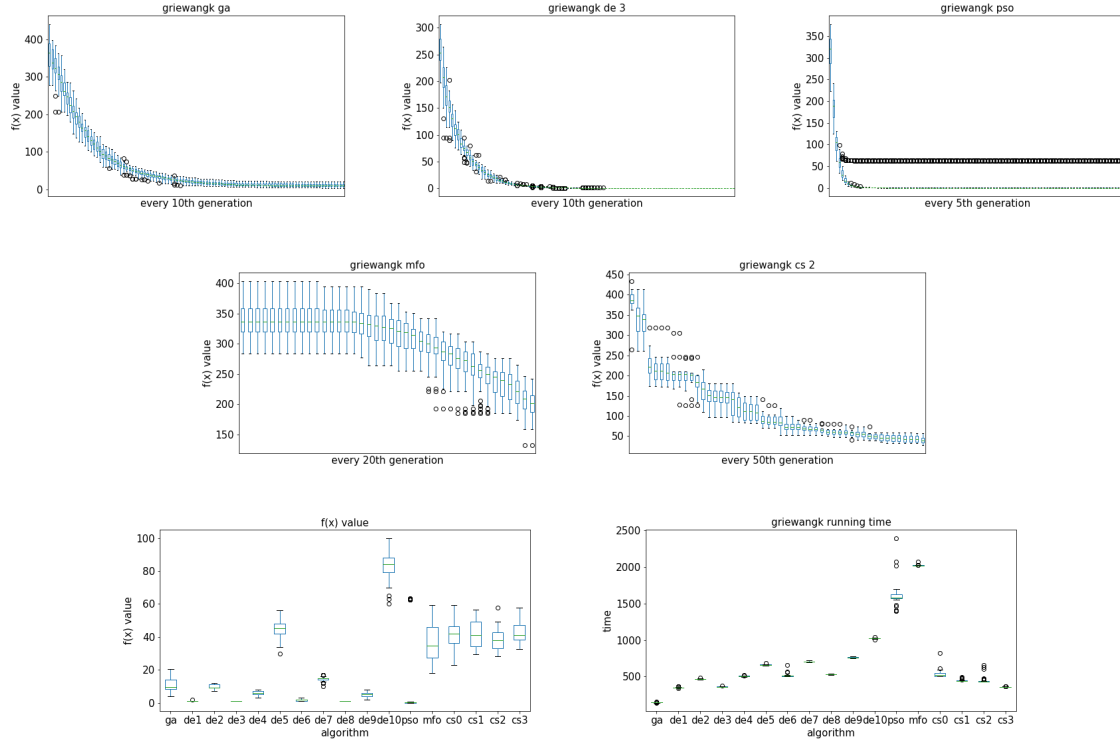 griewangk ga
400
300
200
100
0
f(x) value
every 10th generation
griewangk de 3
300
250
200
150
100
50
0
f(x) value
every 10th generation
griewangk pso
350
300
250
200
150
100
50
0
f(x) value
every 5th generation
griewangk mfo
400
350
300
250
200
150
f(x) value
every 20th generation
griewangk cs 2
450
400
350
300
250
200
150
100
50
f(x) value
every 50th generation
f(x) value
100
80
60
40
20
0
f(x) value
ga de1 de2 de3 de4 de5 de6 de7 de8 de9 de10 pso mfo cs0 cs1 cs2 cs3
algorithm
griewangk running time
2500
2000
1500
1000
500
time
ga de1 de2 de3 de4 de5 de6 de7 de8 de9 de10 pso mfo cs0 cs1 cs2 cs3
algorithm